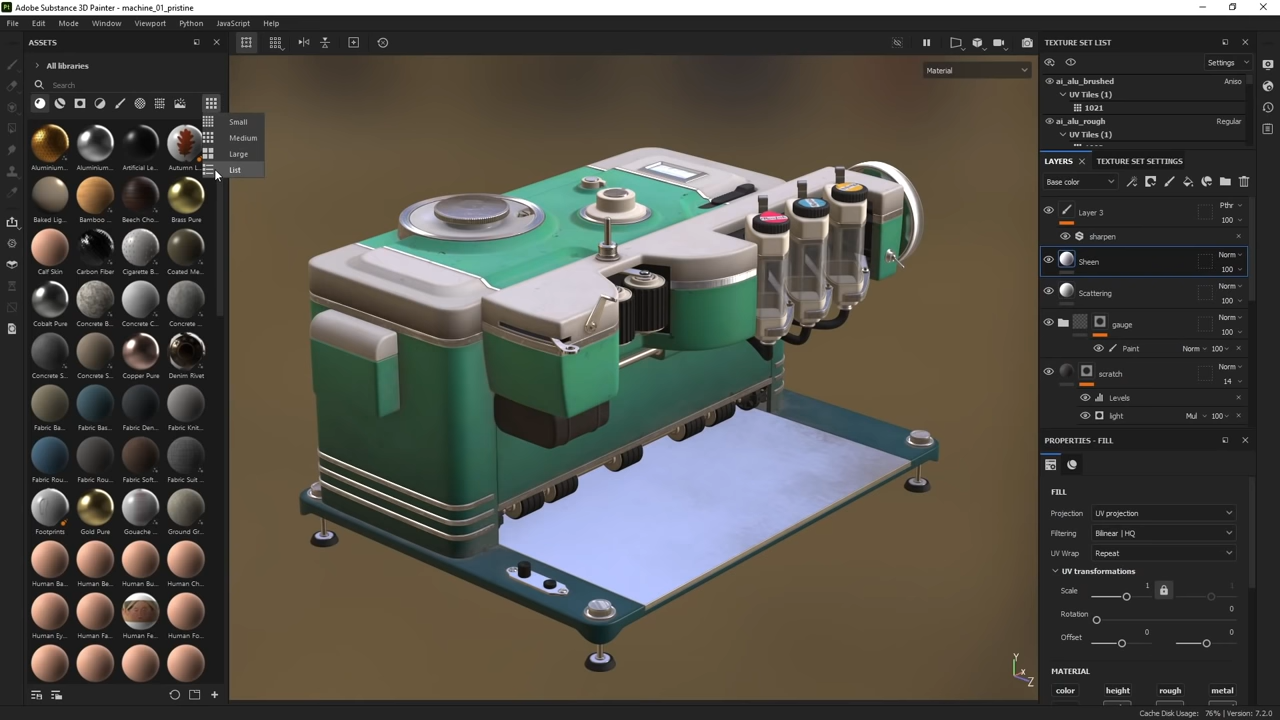 Pt Adobe Substance 3D Painter - machine_01_pristine
File Edit Mode Window Viewport Python JavaScript Help
ASSETS
All libraries
Search
Small
Medium
Large
List
Aluminium... Aluminium... Artificial Le... Autumn L...
Baked Lig... Bamboo ... Beech Cho... Brass Pure
Calf Skin Carbon Fiber Cigarette B... Coated Me...
Cobalt Pure Concrete B... Concrete C... Concrete ...
Concrete S... Concrete S... Copper Pure Denim Rivet
Fabric Ba... Fabric Bas... Fabric Den... Fabric Knit...
Fabric Rou... Fabric Rou... Fabric Soft... Fabric Suit ...
Footprints Gold Pure Gouache ... Ground Gr...
Human Ba... Human Be... Human Bu... Human Ch...
Human Ey... Human Fa... Human Fe... Human Fo...
Material
Y
X
Z
TEXTURE SET LIST
Settings
ai_alu_brushed Aniso
UV Tiles (1)
1021
ai_alu_rough Regular
UV Tiles (1)
LAYERS TEXTURE SET SETTINGS
Base color
Layer 3 Pthr 100
sharpen
Sheen Norm 100
Scattering Norm 100
gauge Norm 100
Paint Norm 100
scratch Norm 14
Levels
light Mul 100
PROPERTIES - FILL
FILL
Projection UV projection
Filtering Bilinear | HQ
UV Wrap Repeat
UV transformations
Scale 1 1
Rotation 0
Offset 0 0
MATERIAL
color height rough metal
Cache Disk Usage: 76% | Version: 7.2.0